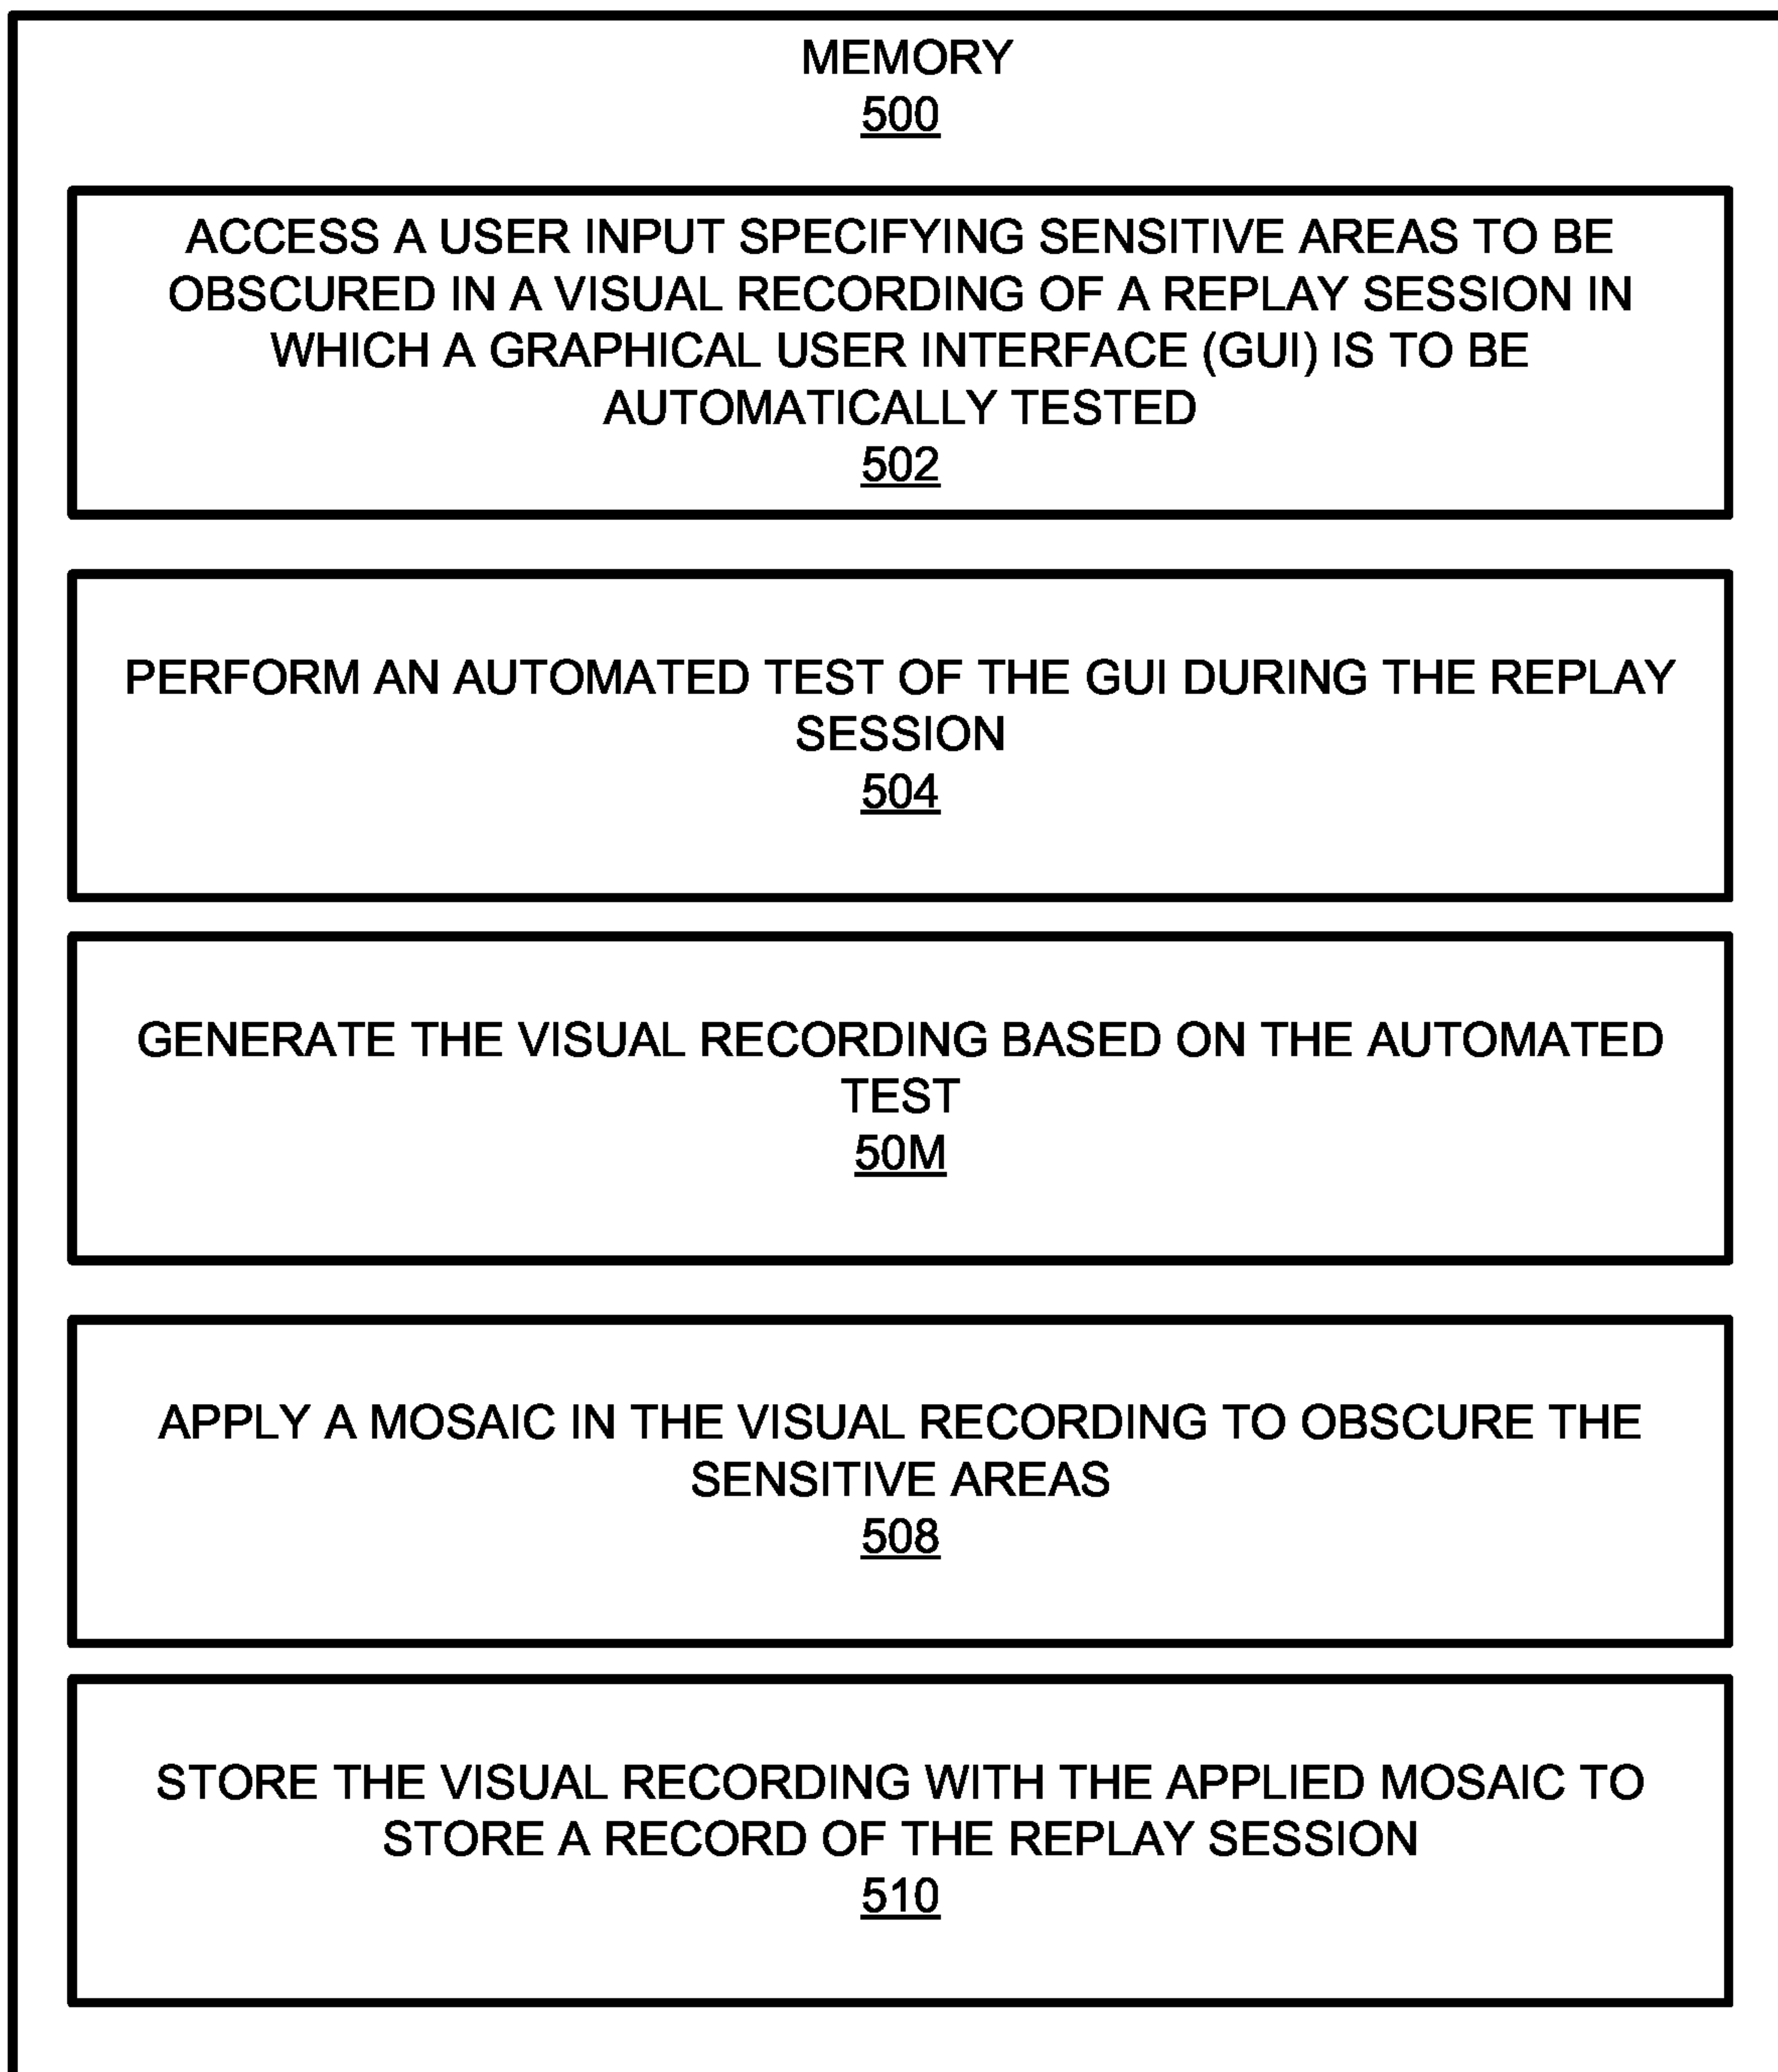 MEMORY
500
ACCESS A USER INPUT SPECIFYING SENSITIVE AREAS TO BE
OBSCURED IN A VISUAL RECORDING OF A REPLAY SESSION IN
WHICH A GRAPHICAL USER INTERFACE (GUI) IS TO BE
AUTOMATICALLY TESTED
502
PERFORM AN AUTOMATED TEST OF THE GUI DURING THE REPLAY
SESSION
504
GENERATE THE VISUAL RECORDING BASED ON THE AUTOMATED
TEST
50M
APPLY A MOSAIC IN THE VISUAL RECORDING TO OBSCURE THE
SENSITIVE AREAS
508
STORE THE VISUAL RECORDING WITH THE APPLIED MOSAIC TO
STORE A RECORD OF THE REPLAY SESSION
510